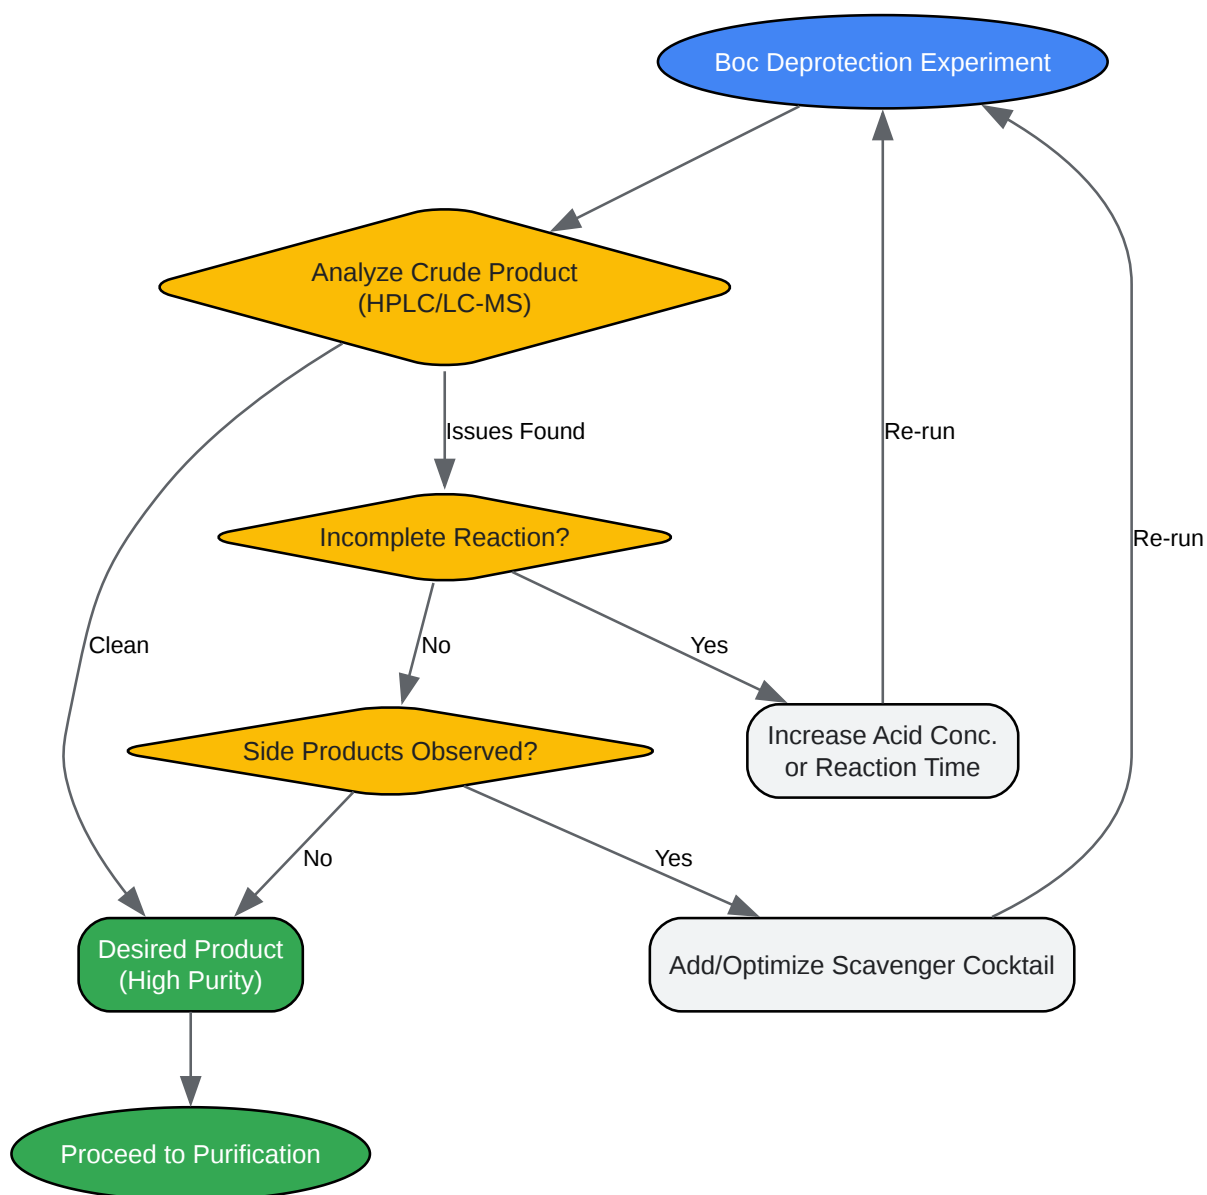 Boc Deprotection Experiment
Analyze Crude Product
(HPLC/LC-MS)
Issues Found
Re-run
Incomplete Reaction?
Re-run
Clean
No
Yes
Side Products Observed?
Increase Acid Conc.
or Reaction Time
No
Yes
Desired Product
(High Purity)
Add/Optimize Scavenger Cocktail
Proceed to Purification